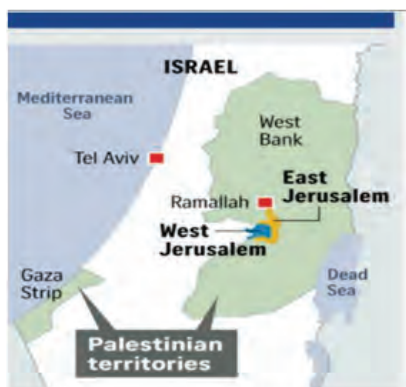 ISRAEL
Mediterranean
Sea
West
Bank
Tel Aviv
East
Jerusalem
Ramallah
West
Jerusalem
Gaza
Strip
Dead
Sea
Palestinian
territories